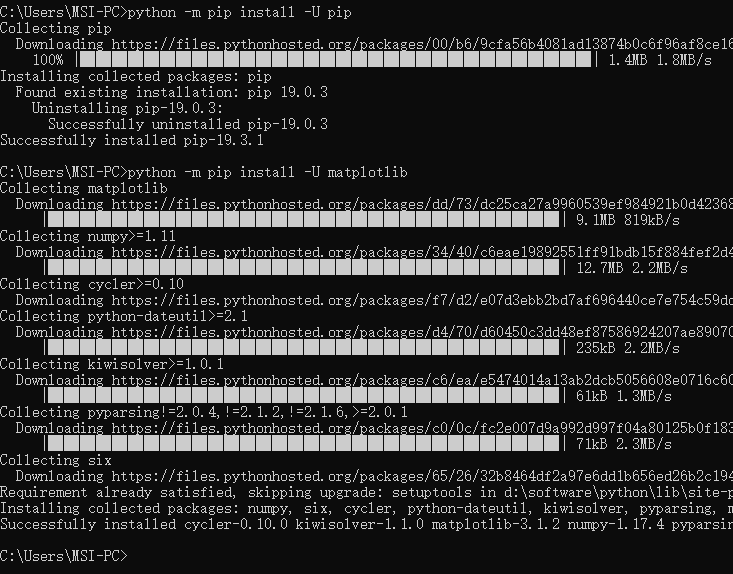 C:\Users\MSI-PC>python -m pip install -U pip
Collecting pip
Downloading https://files.pythonhosted.org/packages/00/b6/9cfa56b4081ad13874b0c6f96af8ce16
100% | 1.4MB 1.8MB/s
Installing collected packages: pip
Found existing installation: pip 19.0.3
Uninstalling pip-19.0.3:
Successfully uninstalled pip-19.0.3
Successfully installed pip-19.3.1
C:\Users\MSI-PC>python -m pip install -U matplotlib
Collecting matplotlib
Downloading https://files.pythonhosted.org/packages/dd/73/dc25ca27a9960539ef984921b0d42368
| 9.1MB 819kB/s
Collecting numpy>=1.11
Downloading https://files.pythonhosted.org/packages/34/40/c6eae19892551ff91bdb15f884fef2d4
| 12.7MB 2.2MB/s
Collecting cycler>=0.10
Downloading https://files.pythonhosted.org/packages/f7/d2/e07d3ebb2bd7af696440ce7e754c59dd
Collecting python-dateutil>=2.1
Downloading https://files.pythonhosted.org/packages/d4/70/d60450c3dd48ef87586924207ae89070
| 235kB 2.2MB/s
Collecting kiwisolver>=1.0.1
Downloading https://files.pythonhosted.org/packages/c6/ea/e5474014a13ab2dcb5056608e0716c60
| 61kB 1.3MB/s
Collecting pyparsing!=2.0.4,!=2.1.2,!=2.1.6,>=2.0.1
Downloading https://files.pythonhosted.org/packages/c0/0c/fc2e007d9a992d997f04a80125b0f183
| 71kB 2.3MB/s
Collecting six
Downloading https://files.pythonhosted.org/packages/65/26/32b8464df2a97e6dd1b656ed26b2c194
Requirement already satisfied, skipping upgrade: setuptools in d:\software\python\lib\site-p
Installing collected packages: numpy, six, cycler, python-dateutil, kiwisolver, pyparsing, m
Successfully installed cycler-0.10.0 kiwisolver-1.1.0 matplotlib-3.1.2 numpy-1.17.4 pyparsin
C:\Users\MSI-PC>